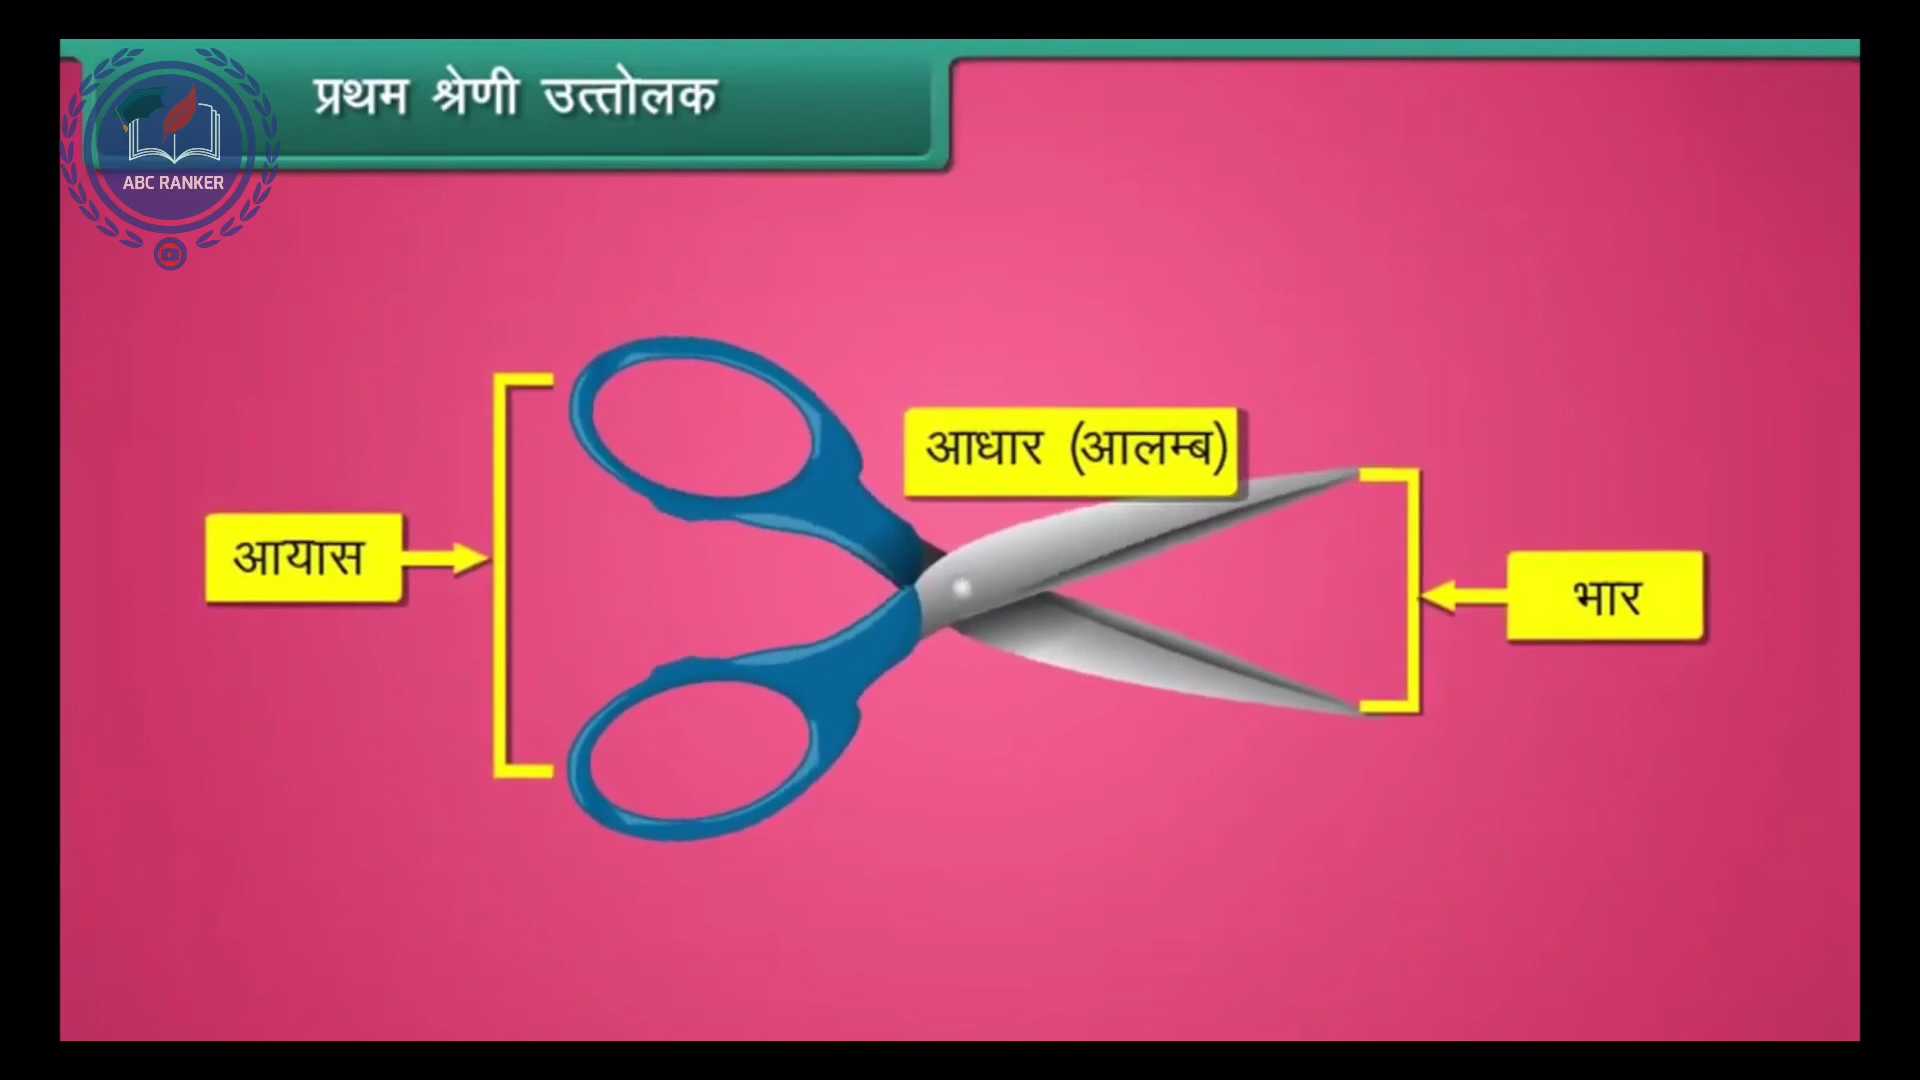 प्रथम श्रेणी उत्तोलक
ABC RANKER
आधार (आलम्ब)
आयास
भार